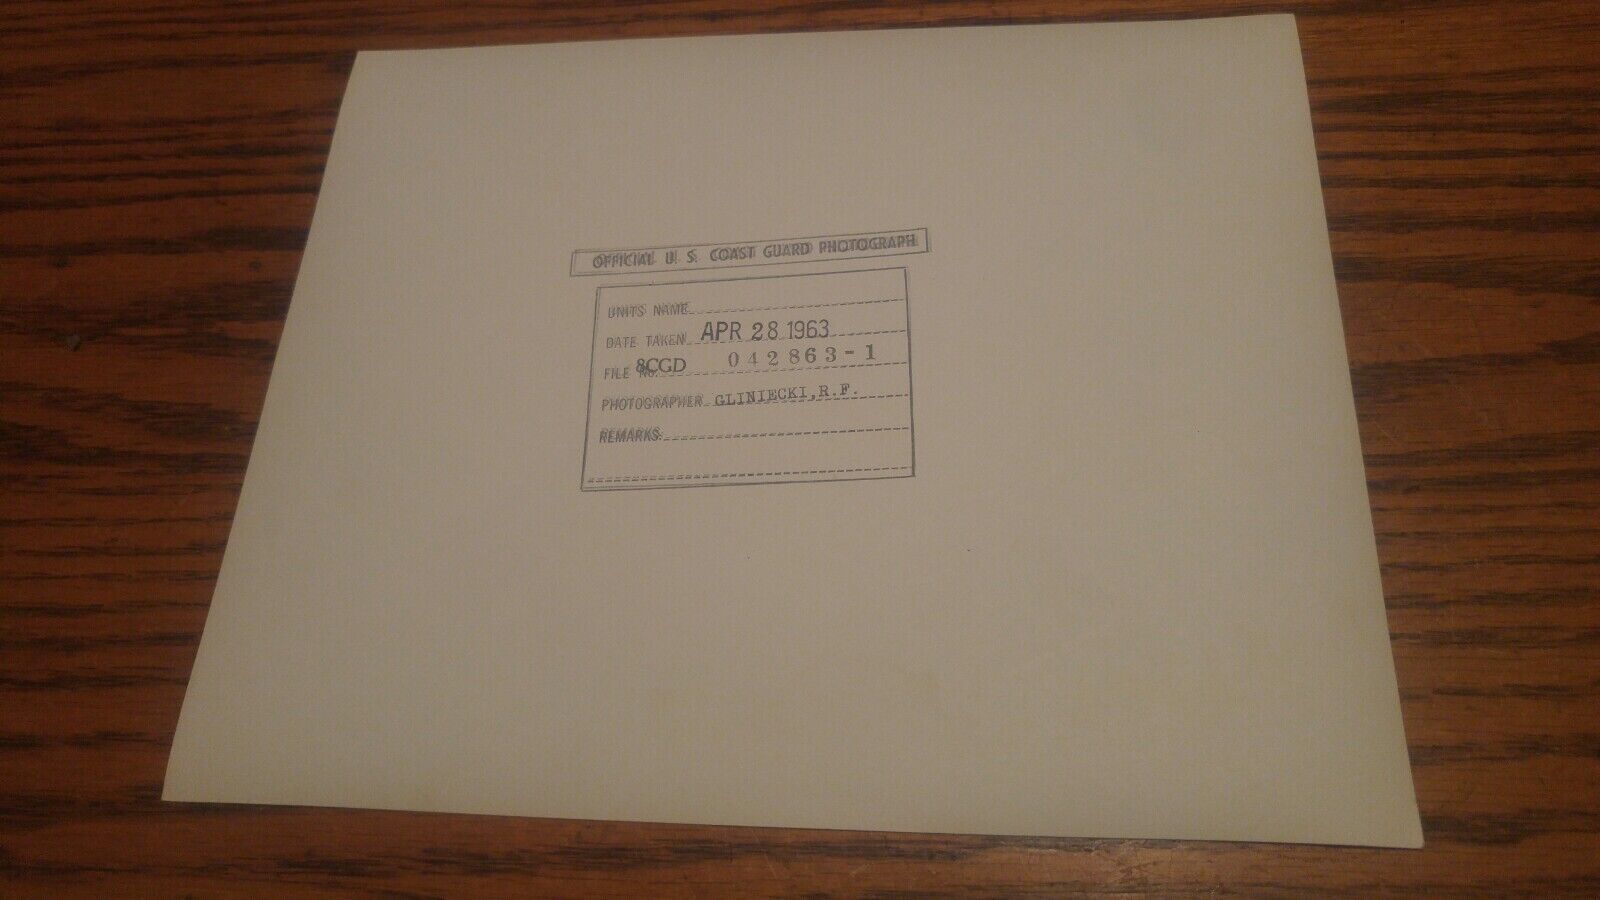 OFFICIAL U. S. COAST GUARD PHOTOGRAPH
UNITS NAME
DATE TAKEN APR 28 1963
FILE No. 8CGD 042863-1
PHOTOGRAPHER GLINIECKI, R. F.
REMARKS